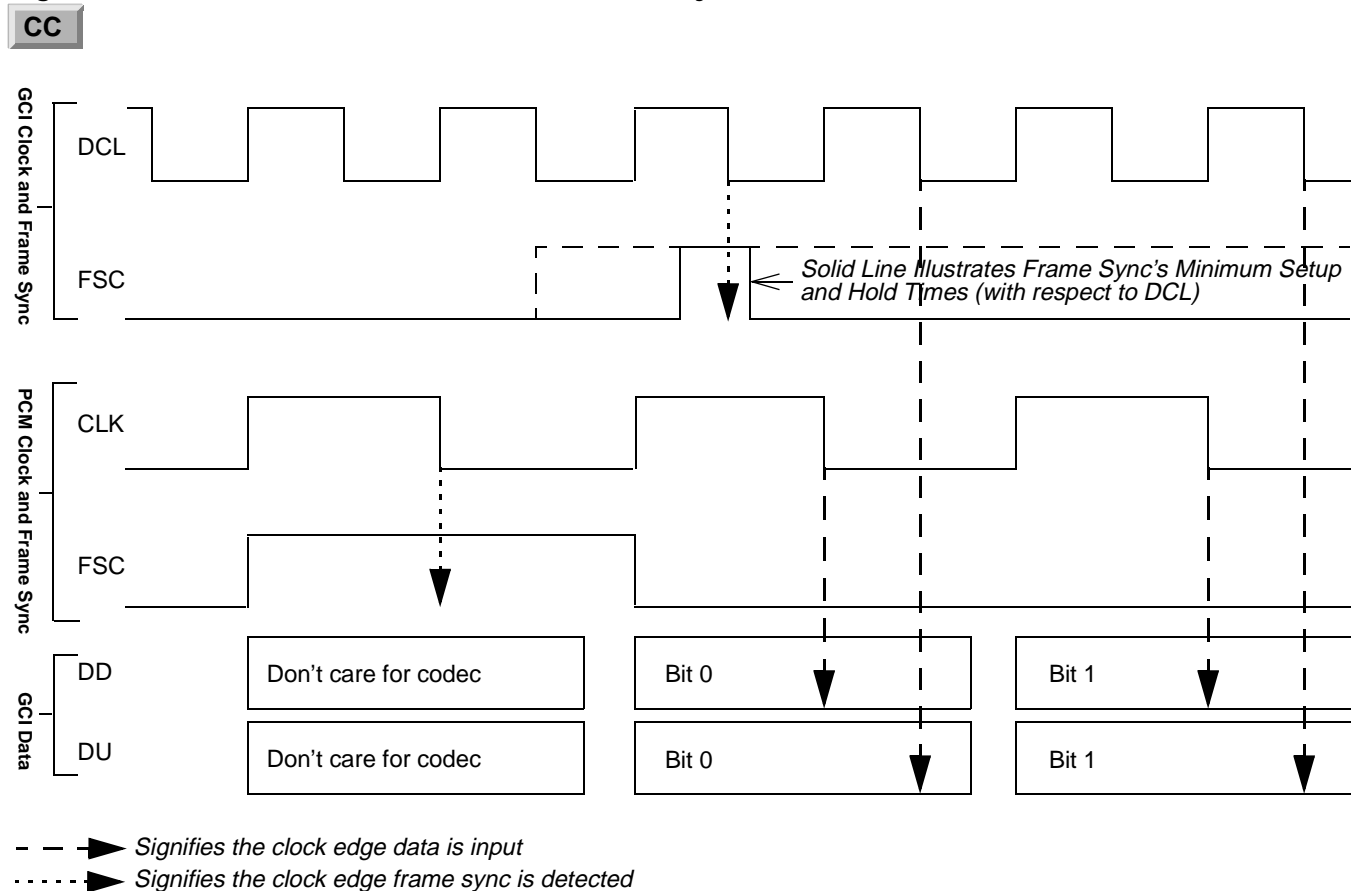 CC
GCI Clock and Frame Sync
DCL
FSC
Solid Line Illustrates Frame Sync's Minimum Setup
and Hold Times (with respect to DCL)
PCM Clock and Frame Sync
CLK
FSC
GCI Data
DD
Don't care for codec
Bit 0
Bit 1
DU
Don't care for codec
Bit 0
Bit 1
Signifies the clock edge data is input
Signifies the clock edge frame sync is detected